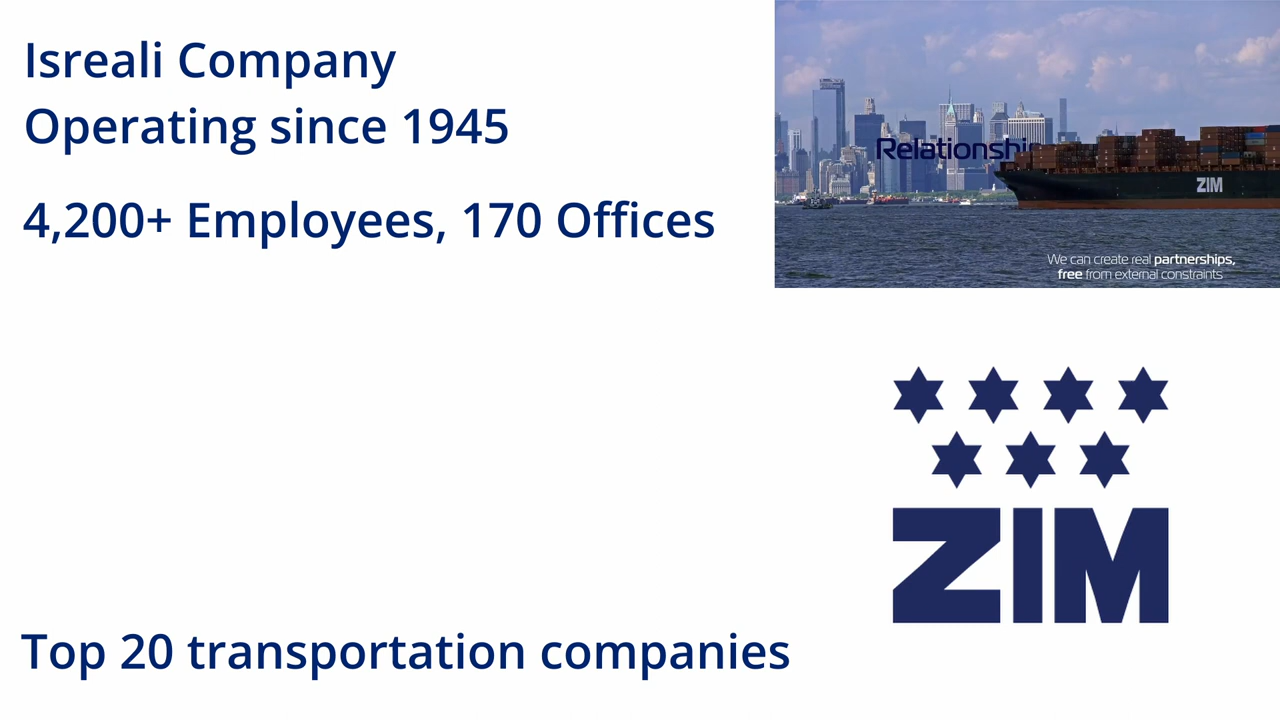 Isreali Company
Operating since 1945
4,200+ Employees, 170 Offices
Relationshi
ZIM
We can create real partnerships,
free from external constraints
ZIM
Top 20 transportation companies